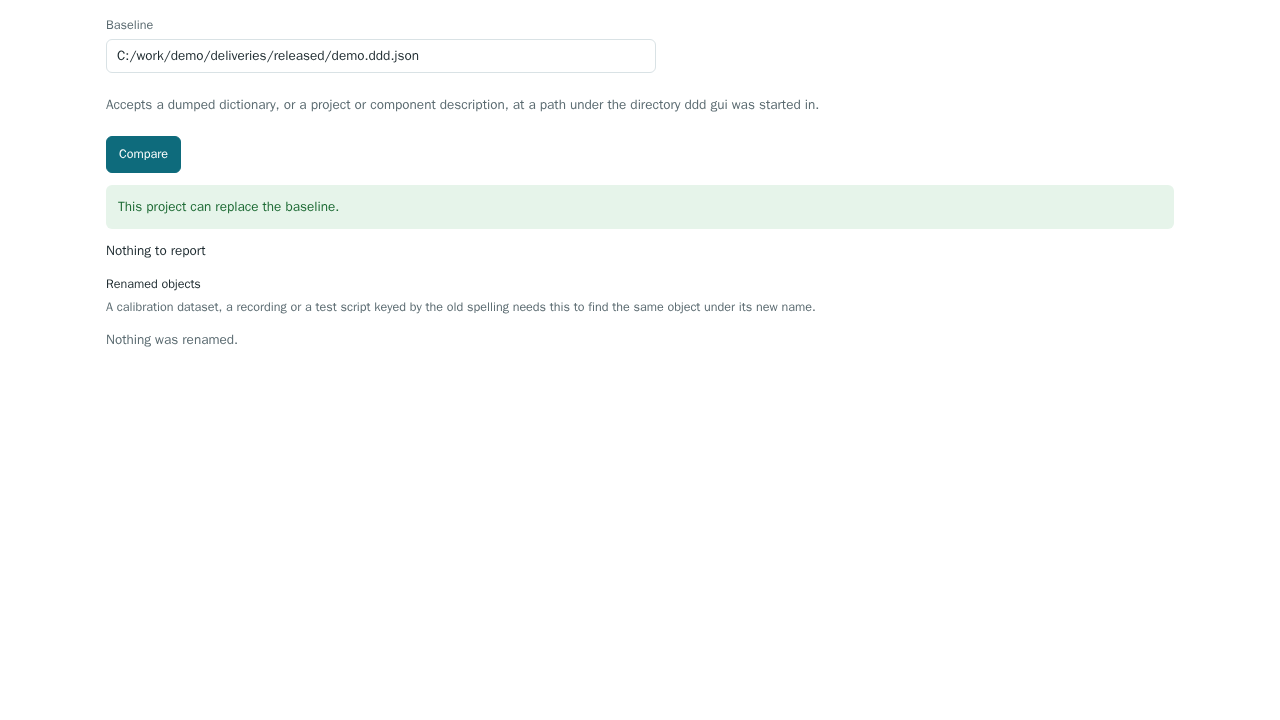 Baseline
C:/work/demo/deliveries/released/demo.ddd.json
Accepts a dumped dictionary, or a project or component description, at a path under the directory ddd gui was started in.
Compare
This project can replace the baseline.
Nothing to report
Renamed objects
A calibration dataset, a recording or a test script keyed by the old spelling needs this to find the same object under its new name.
Nothing was renamed.